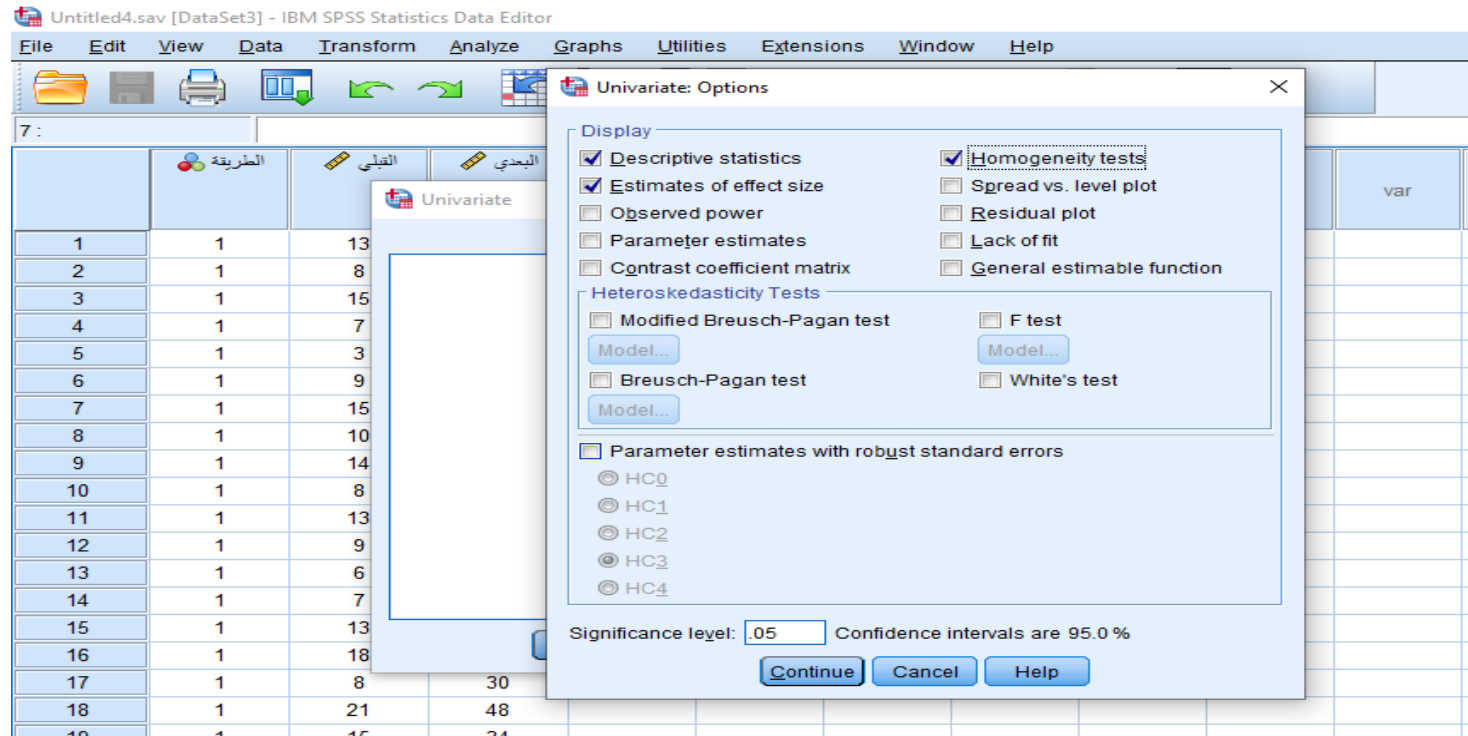 Untitled4.sav [DataSet3] - IBM SPSS Statistics Data Editor
File Edit View Data Transform Analyze Graphs Utilities Extensions Window Help
7 :
الطريقة القبلي البعدي var
1 1 13
2 1 8
3 1 15
4 1 7
5 1 3
6 1 9
7 1 15
8 1 10
9 1 14
10 1 8
11 1 13
12 1 9
13 1 6
14 1 7
15 1 13
16 1 18
17 1 8 30
18 1 21 48
19 1 15 34
Univariate
Univariate: Options
Display
Descriptive statistics Homogeneity tests
Estimates of effect size Spread vs. level plot
Observed power Residual plot
Parameter estimates Lack of fit
Contrast coefficient matrix General estimable function
Heteroskedasticity Tests
Modified Breusch-Pagan test F test
Model... Model...
Breusch-Pagan test White's test
Model...
Parameter estimates with robust standard errors
HC0
HC1
HC2
HC3
HC4
Significance level: .05 Confidence intervals are 95.0 %
Continue Cancel Help